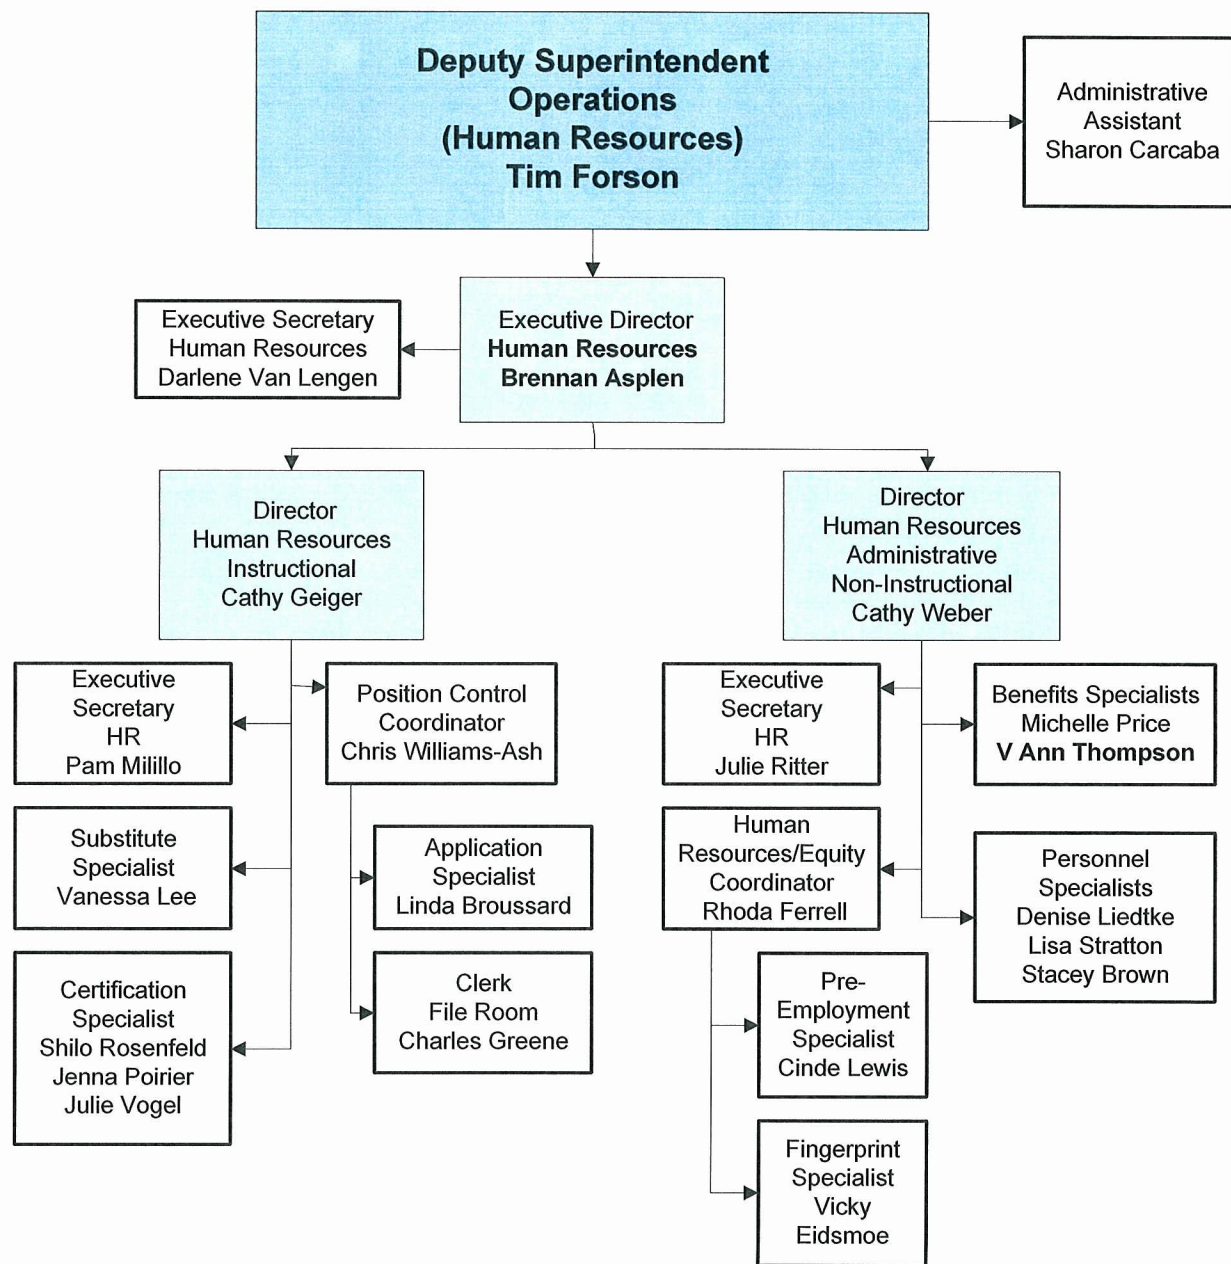 Deputy Superintendent
Operations
(Human Resources)
Tim Forson
Administrative
Assistant
Sharon Carcaba
Executive Secretary
Human Resources
Darlene Van Lengen
Executive Director
Human Resources
Brennan Asplen
Director
Human Resources
Instructional
Cathy Geiger
Director
Human Resources
Administrative
Non-Instructional
Cathy Weber
Executive
Secretary
HR
Pam Milillo
Position Control
Coordinator
Chris Williams-Ash
Substitute
Specialist
Vanessa Lee
Application
Specialist
Linda Broussard
Certification
Specialist
Shilo Rosenfeld
Jenna Poirier
Julie Vogel
Clerk
File Room
Charles Greene
Executive
Secretary
HR
Julie Ritter
Benefits Specialists
Michelle Price
V Ann Thompson
Human
Resources/Equity
Coordinator
Rhoda Ferrell
Personnel
Specialists
Denise Liedtke
Lisa Stratton
Stacey Brown
Pre-
Employment
Specialist
Cinde Lewis
Fingerprint
Specialist
Vicky
Eidsmoe